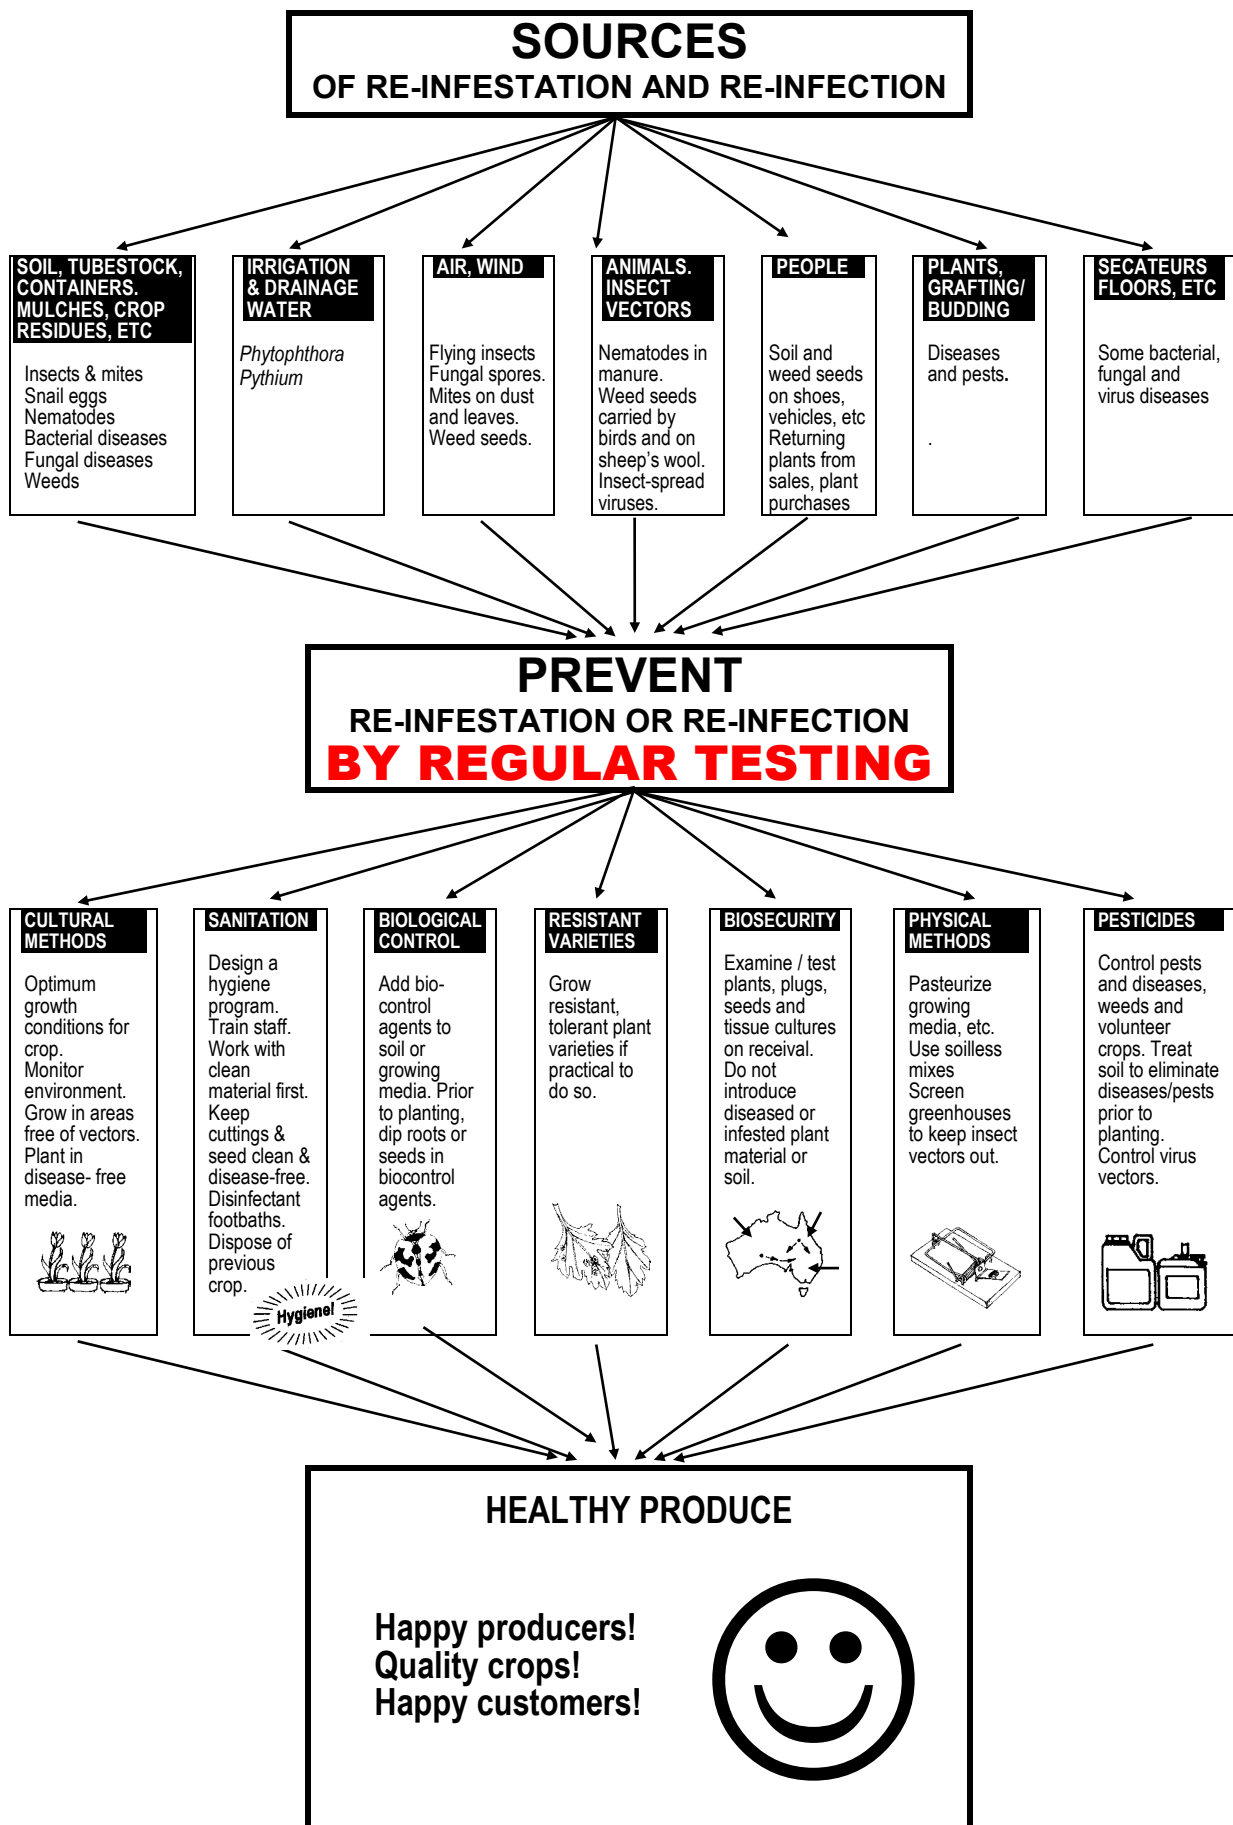 SOURCES
OF RE-INFESTATION AND RE-INFECTION
SOIL, TUBESTOCK,
CONTAINERS.
MULCHES, CROP
RESIDUES, ETC
Insects & mites
Snail eggs
Nematodes
Bacterial diseases
Fungal diseases
Weeds
IRRIGATION
& DRAINAGE
WATER
Phytophthora
Pythium
AIR, WIND
Flying insects
Fungal spores.
Mites on dust
and leaves.
Weed seeds.
ANIMALS.
INSECT
VECTORS
Nematodes in
manure.
Weed seeds
carried by
birds and on
sheep's wool.
Insect-spread
viruses.
PEOPLE
Soil and
weed seeds
on shoes,
vehicles, etc
Returning
plants from
sales, plant
purchases
PLANTS,
GRAFTING/
BUDDING
Diseases
and pests.
.
SECATEURS
FLOORS, ETC
Some bacterial,
fungal and
virus diseases
PREVENT
RE-INFESTATION OR RE-INFECTION
BY REGULAR TESTING
CULTURAL
METHODS
Optimum
growth
conditions for
crop.
Monitor
environment.
Grow in areas
free of vectors.
Plant in
disease- free
media.
SANITATION
Design a
hygiene
program.
Train staff.
Work with
clean
material first.
Keep
cuttings &
seed clean &
disease-free.
Disinfectant
footbaths.
Dispose of
previous
crop.
Hygiene!
BIOLOGICAL
CONTROL
Add bio-
control
agents to
soil or
growing
media. Prior
to planting,
dip roots or
seeds in
biocontrol
agents.
RESISTANT
VARIETIES
Grow
resistant,
tolerant plant
varieties if
practical to
do so.
BIOSECURITY
Examine / test
plants, plugs,
seeds and
tissue cultures
on receival.
Do not
introduce
diseased or
infested plant
material or
soil.
PHYSICAL
METHODS
Pasteurize
growing
media, etc.
Use soilless
mixes
Screen
greenhouses
to keep insect
vectors out.
PESTICIDES
Control pests
and diseases,
weeds and
volunteer
crops. Treat
soil to eliminate
diseases/pests
prior to
planting.
Control virus
vectors.
HEALTHY PRODUCE
Happy producers!
Quality crops!
Happy customers!